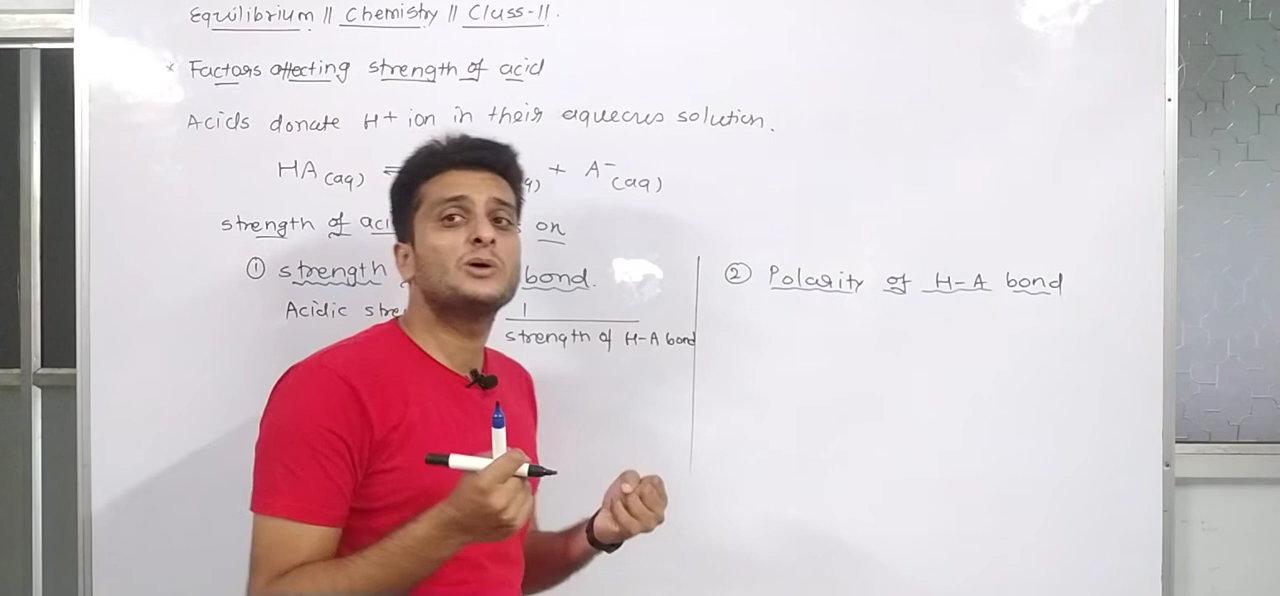 Equilibrium || Chemistry || Class-11.
* Factors affecting strength of acid
Acids donate H+ ion in their aqueous solution.
HA (aq) ⇌ q) + A⁻ (aq)
strength of aci on
① strength bond.
Acidic stre 1
strength of H-A bond
② Polarity of H-A bond